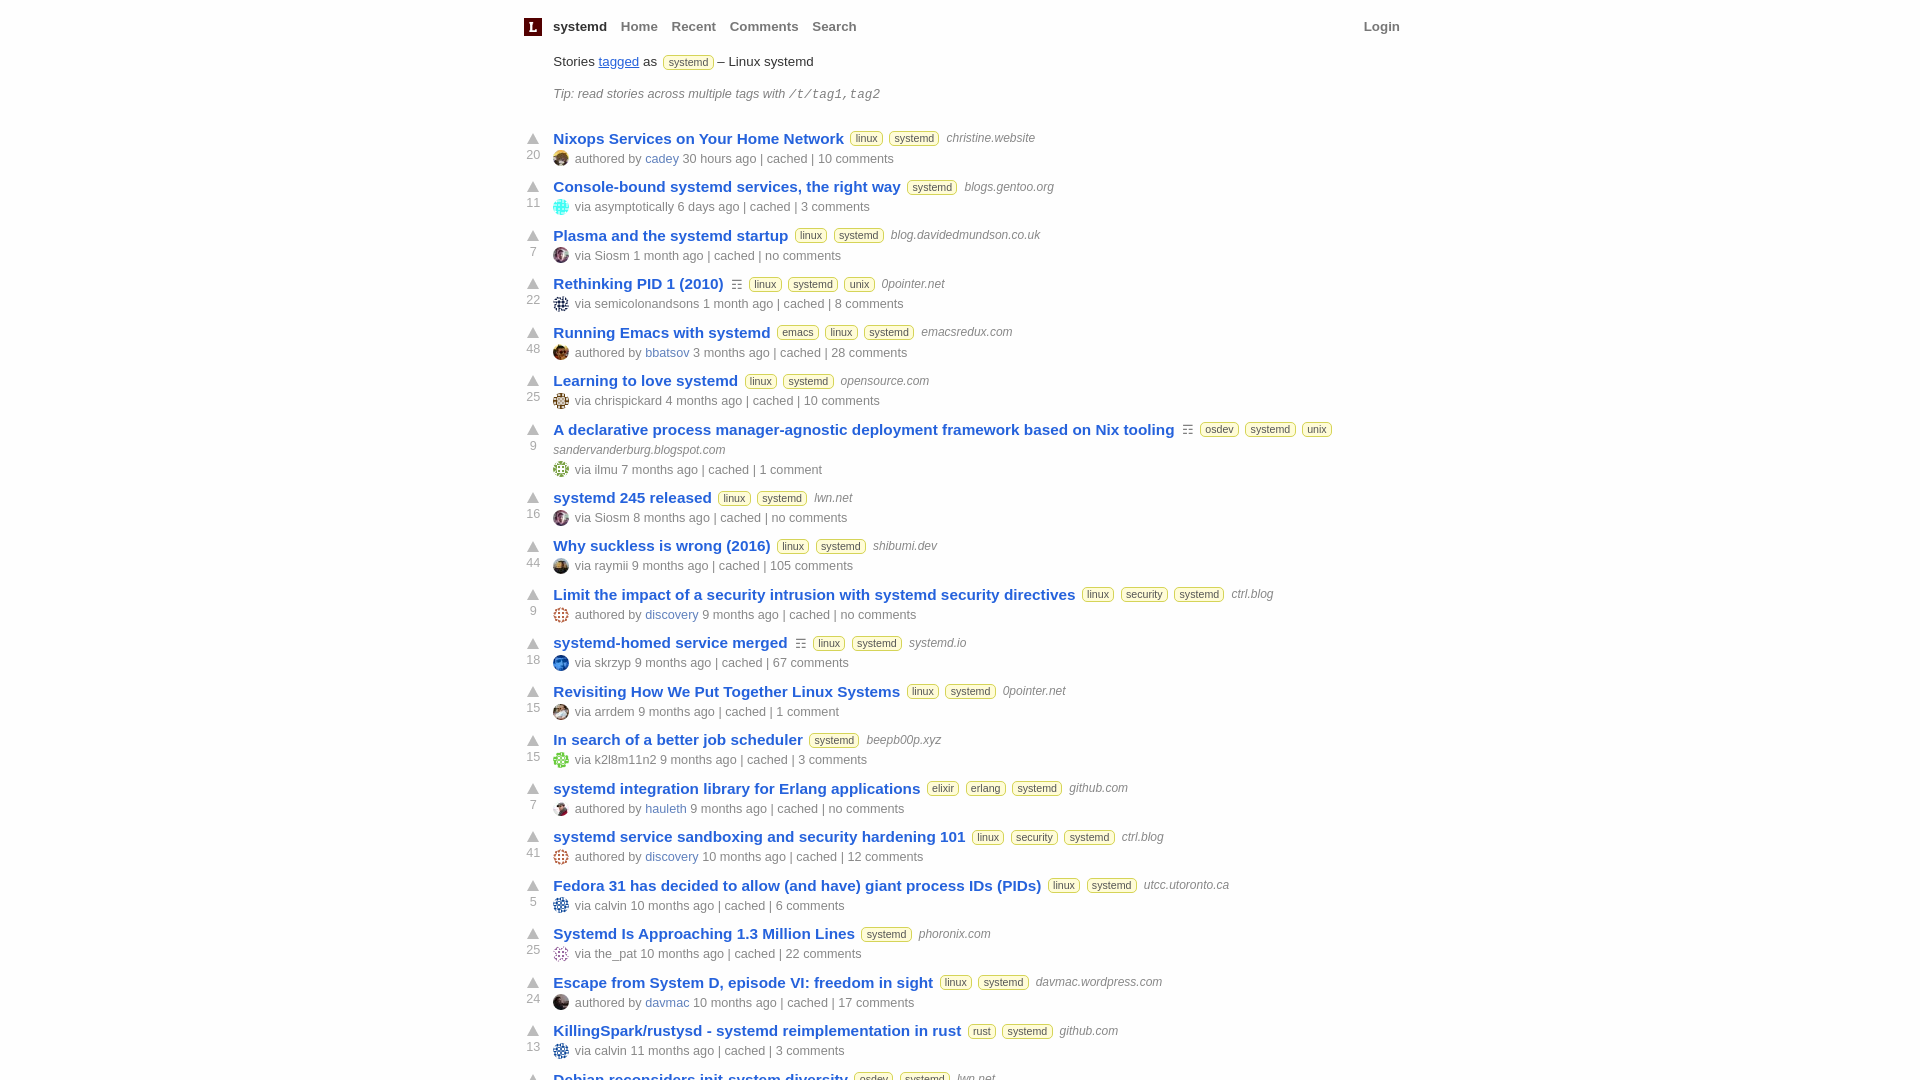 L systemd Home Recent Comments Search Login
Stories tagged as systemd – Linux systemd
Tip: read stories across multiple tags with /t/tag1,tag2
Nixops Services on Your Home Network linux systemd christine.website
20 authored by cadey 30 hours ago | cached | 10 comments
Console-bound systemd services, the right way systemd blogs.gentoo.org
11 via asymptotically 6 days ago | cached | 3 comments
Plasma and the systemd startup linux systemd blog.davidedmundson.co.uk
7 via Siosm 1 month ago | cached | no comments
Rethinking PID 1 (2010) ☶ linux systemd unix 0pointer.net
22 via semicolonandsons 1 month ago | cached | 8 comments
Running Emacs with systemd emacs linux systemd emacsredux.com
48 authored by bbatsov 3 months ago | cached | 28 comments
Learning to love systemd linux systemd opensource.com
25 via chrispickard 4 months ago | cached | 10 comments
A declarative process manager-agnostic deployment framework based on Nix tooling ☶ osdev systemd unix
9 sandervanderburg.blogspot.com
via ilmu 7 months ago | cached | 1 comment
systemd 245 released linux systemd lwn.net
16 via Siosm 8 months ago | cached | no comments
Why suckless is wrong (2016) linux systemd shibumi.dev
44 via raymii 9 months ago | cached | 105 comments
Limit the impact of a security intrusion with systemd security directives linux security systemd ctrl.blog
9 authored by discovery 9 months ago | cached | no comments
systemd-homed service merged ☶ linux systemd systemd.io
18 via skrzyp 9 months ago | cached | 67 comments
Revisiting How We Put Together Linux Systems linux systemd 0pointer.net
15 via arrdem 9 months ago | cached | 1 comment
In search of a better job scheduler systemd beepb00p.xyz
15 via k2l8m11n2 9 months ago | cached | 3 comments
systemd integration library for Erlang applications elixir erlang systemd github.com
7 authored by hauleth 9 months ago | cached | no comments
systemd service sandboxing and security hardening 101 linux security systemd ctrl.blog
41 authored by discovery 10 months ago | cached | 12 comments
Fedora 31 has decided to allow (and have) giant process IDs (PIDs) linux systemd utcc.utoronto.ca
5 via calvin 10 months ago | cached | 6 comments
Systemd Is Approaching 1.3 Million Lines systemd phoronix.com
25 via the_pat 10 months ago | cached | 22 comments
Escape from System D, episode VI: freedom in sight linux systemd davmac.wordpress.com
24 authored by davmac 10 months ago | cached | 17 comments
KillingSpark/rustysd - systemd reimplementation in rust rust systemd github.com
13 via calvin 11 months ago | cached | 3 comments
Debian reconsiders init-system diversity osdev systemd lwn.net